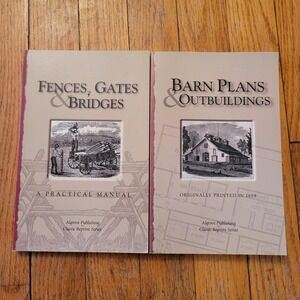 FENCES, GATES
& BRIDGES
A PRACTICAL MANUAL
Algrove Publishing
Classic Reprint Series
BARN PLANS
& OUTBUILDINGS
ORIGINALLY PRINTED IN 1889
Algrove Publishing
Classic Reprint Series